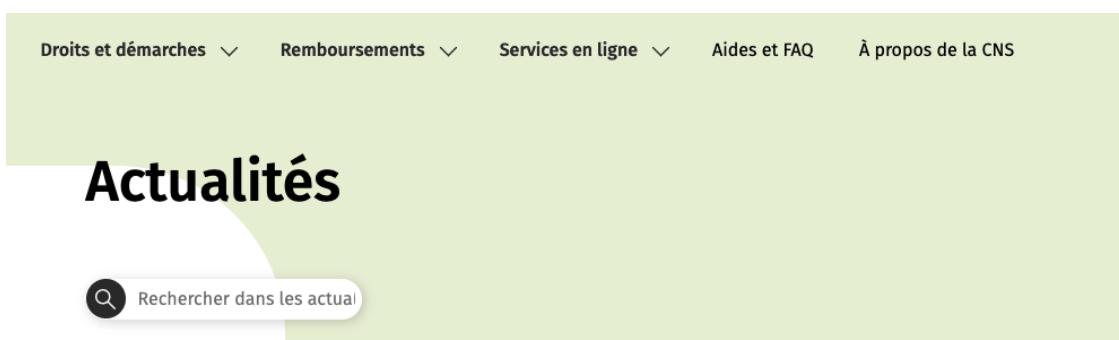 Droits et démarches Remboursements Services en ligne Aides et FAQ À propos de la CNS
Actualités
Rechercher dans les actual